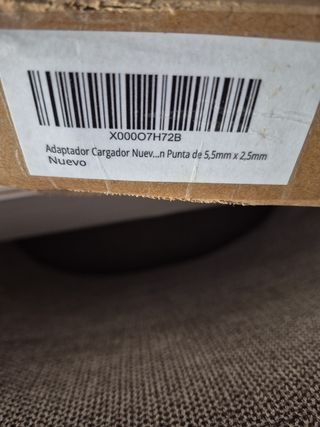 X000O7H72B
Adaptador Cargador Nuev...n Punta de 5,5mm x 2,5mm
Nuevo